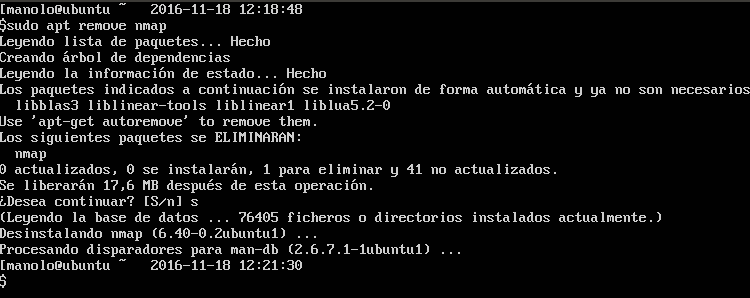 [manolo@ubuntu ~   2016-11-18 12:18:48
$sudo apt remove nmap
Leyendo lista de paquetes... Hecho
Creando árbol de dependencias
Leyendo la información de estado... Hecho
Los paquetes indicados a continuación se instalaron de forma automática y ya no son necesarios
  libblas3 liblinear-tools liblinear1 liblua5.2-0
Use 'apt-get autoremove' to remove them.
Los siguientes paquetes se ELIMINARAN:
  nmap
0 actualizados, 0 se instalarán, 1 para eliminar y 41 no actualizados.
Se liberarán 17,6 MB después de esta operación.
¿Desea continuar? [S/n] s
(Leyendo la base de datos ... 76405 ficheros o directorios instalados actualmente.)
Desinstalando nmap (6.40-0.2ubuntu1) ...
Procesando disparadores para man-db (2.6.7.1-1ubuntu1) ...
[manolo@ubuntu ~   2016-11-18 12:21:30
$